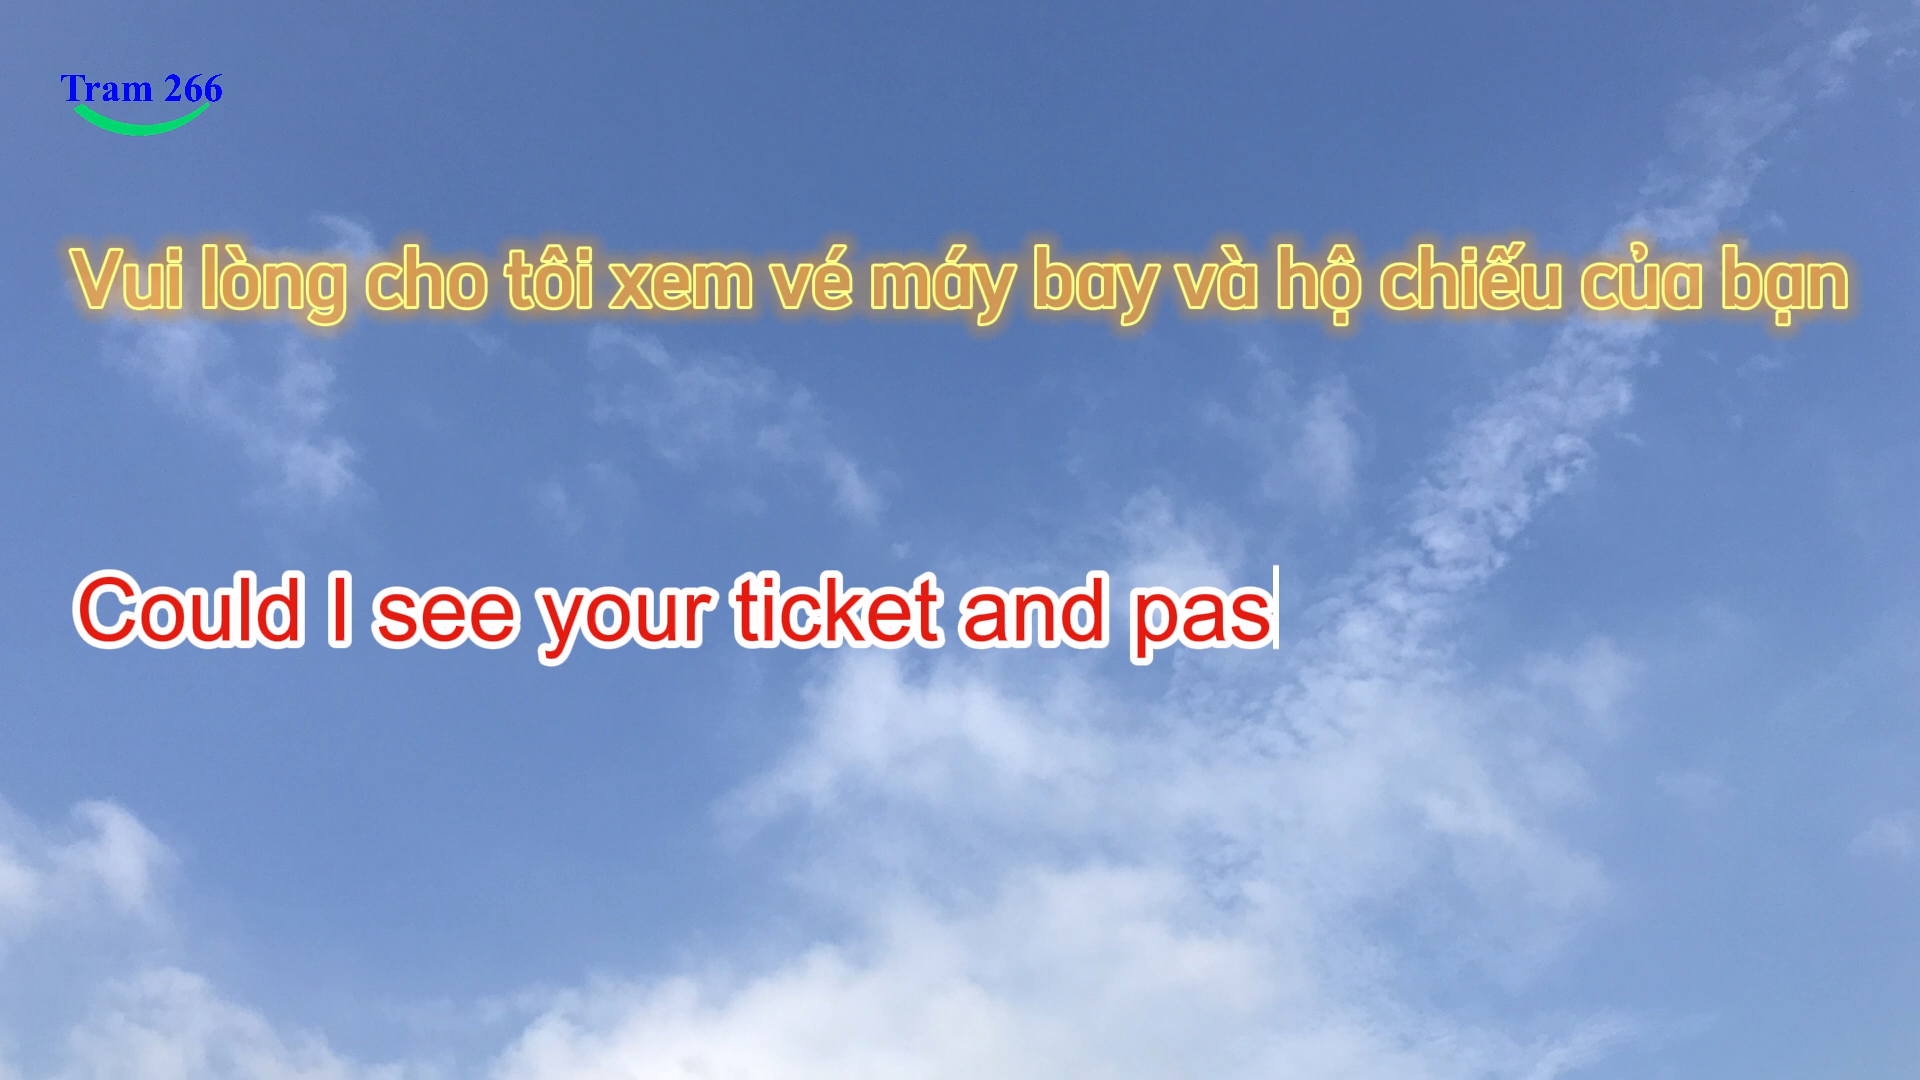 Tram 266
Vui lòng cho tôi xem vé máy bay và hộ chiếu của bạn
Could I see your ticket and pas